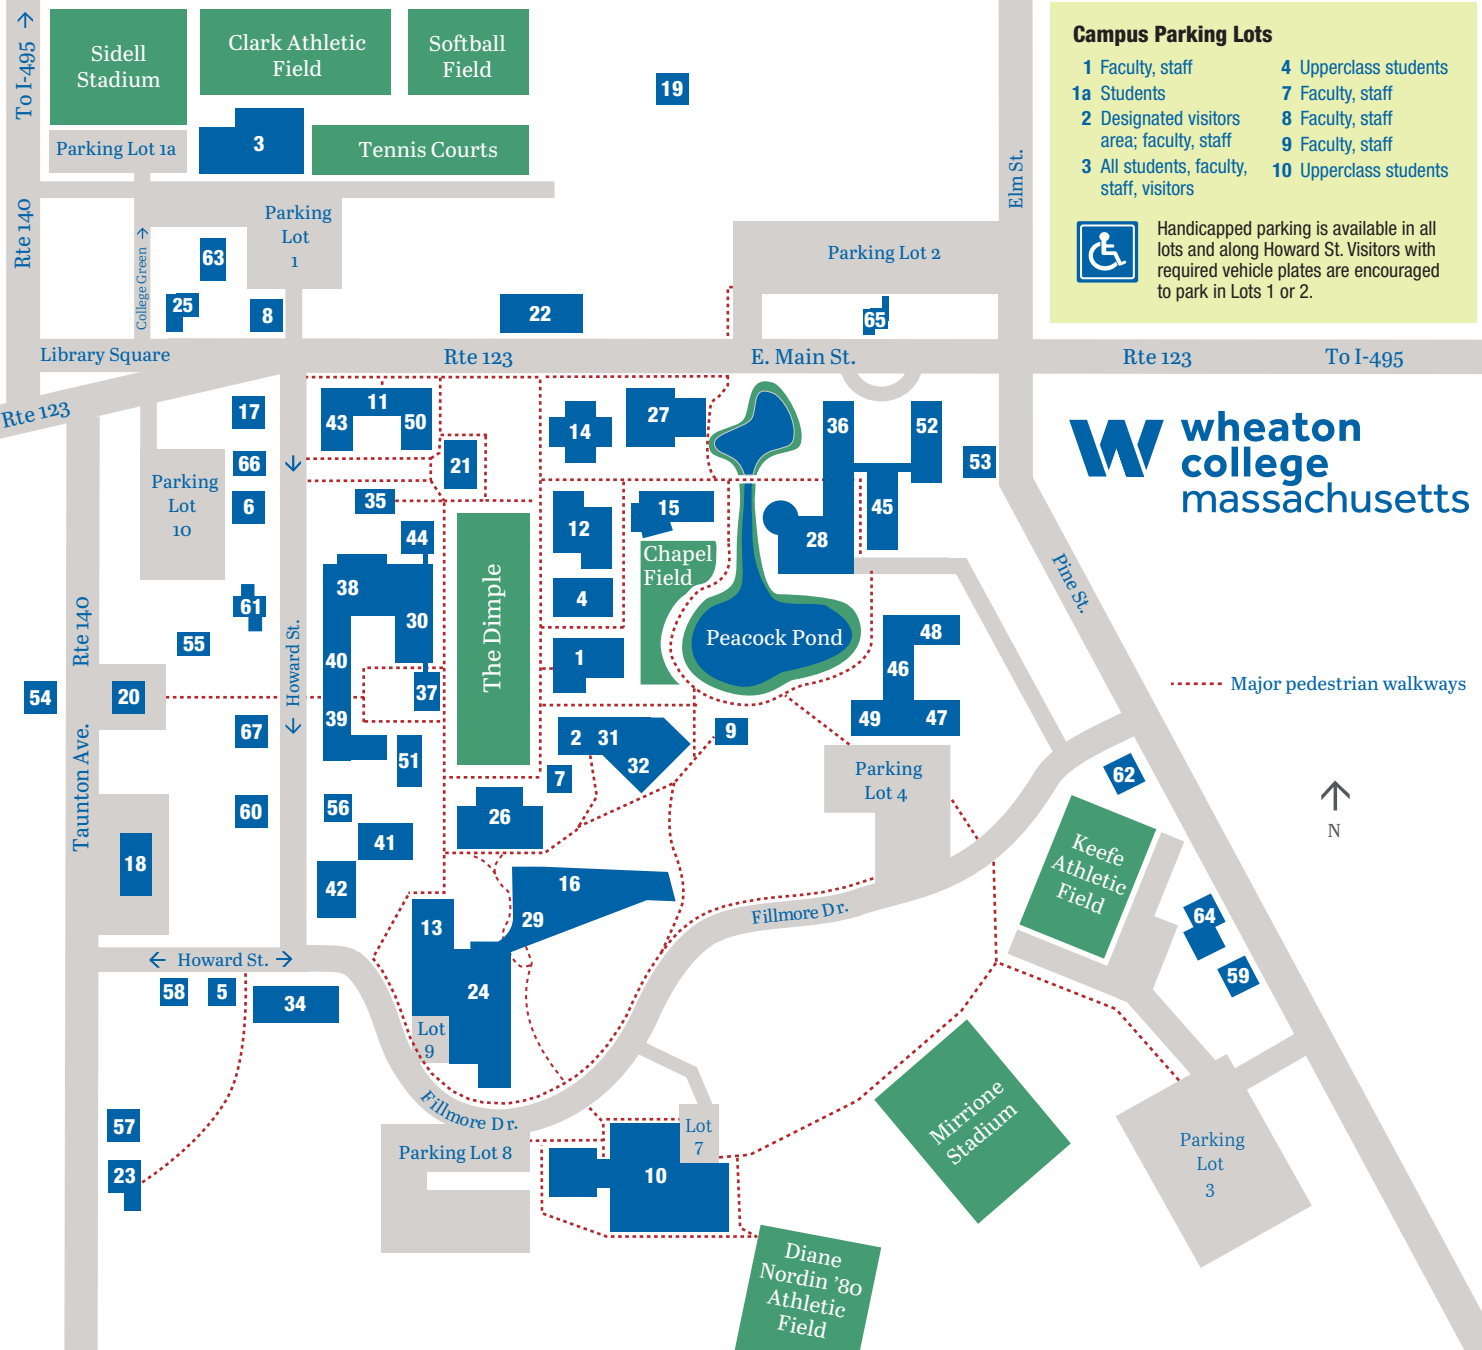 To I-495
Sidell
Stadium
Clark Athletic
Field
Softball
Field
19
Parking Lot 1a
3
Tennis Courts
Rte 140
College Green
Parking
Lot
1
63
25
8
22
Parking Lot 2
65
Elm St.
Campus Parking Lots
1 Faculty, staff
1a Students
2 Designated visitors
area; faculty, staff
3 All students, faculty,
staff, visitors
4 Upperclass students
7 Faculty, staff
8 Faculty, staff
9 Faculty, staff
10 Upperclass students
Handicapped parking is available in all
lots and along Howard St. Visitors with
required vehicle plates are encouraged
to park in Lots 1 or 2.
Library Square
Rte 123
E. Main St.
Rte 123
To I-495
Rte 123
17
66
6
Parking
Lot
10
11
43
50
21
14
27
36
52
53
45
28
35
44
12
15
Chapel
Field
4
38
30
40
37
39
51
The Dimple
1
Peacock Pond
48
46
49
47
wheaton
college
massachusetts
Pine St.
Major pedestrian walkways
N
61
55
Rte 140
Howard St.
54
20
67
60
56
41
42
18
Taunton Ave.
2
31
32
9
7
26
Parking
Lot 4
62
Keefe
Athletic
Field
64
59
16
29
13
24
Lot
9
Fillmore Dr.
Howard St.
58
5
34
57
23
Fillmore Dr.
Parking Lot 8
Lot
7
10
Mirrione
Stadium
Parking
Lot
3
Diane
Nordin ’80
Athletic
Field